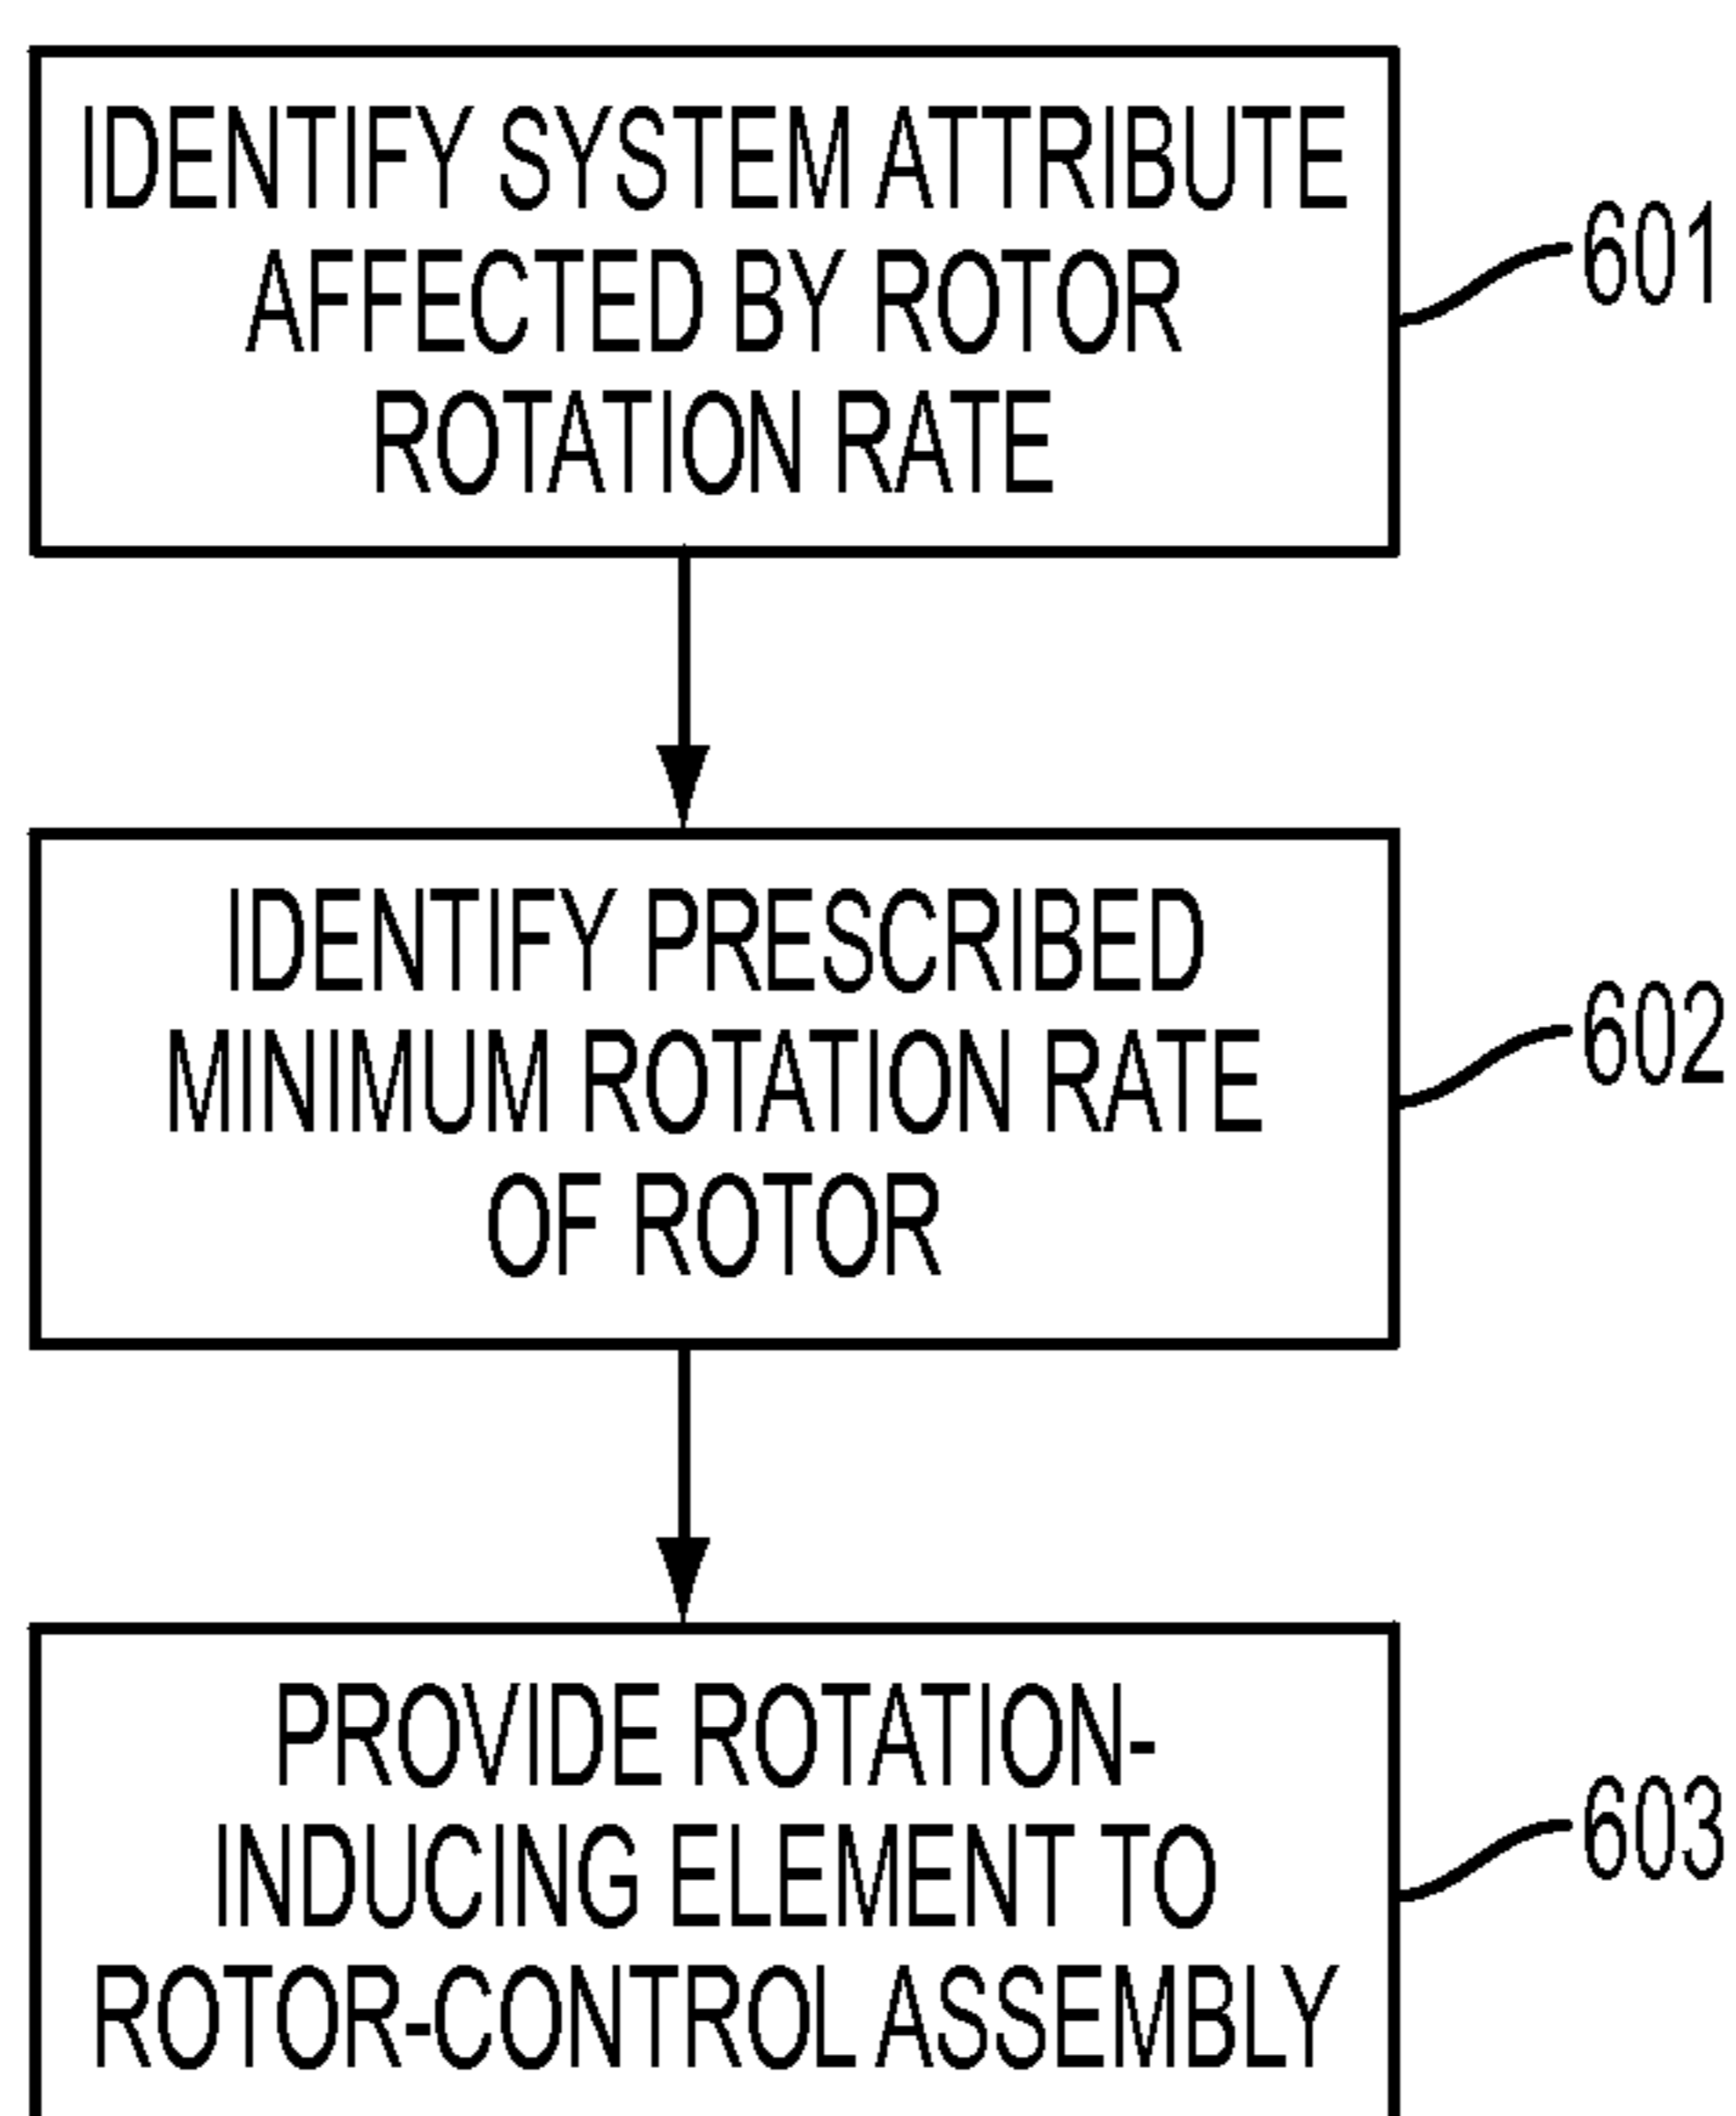 IDENTIFY SYSTEM ATTRIBUTE
AFFECTED BY ROTOR
ROTATION RATE
601
IDENTIFY PRESCRIBED
MINIMUM ROTATION RATE
OF ROTOR
602
PROVIDE ROTATION-
INDUCING ELEMENT TO
ROTOR-CONTROL ASSEMBLY
603